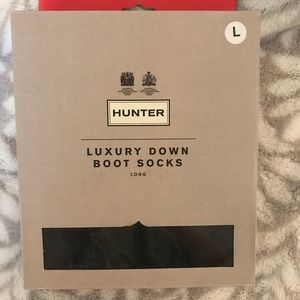 L
HUNTER
LUXURY DOWN
BOOT SOCKS
LONG